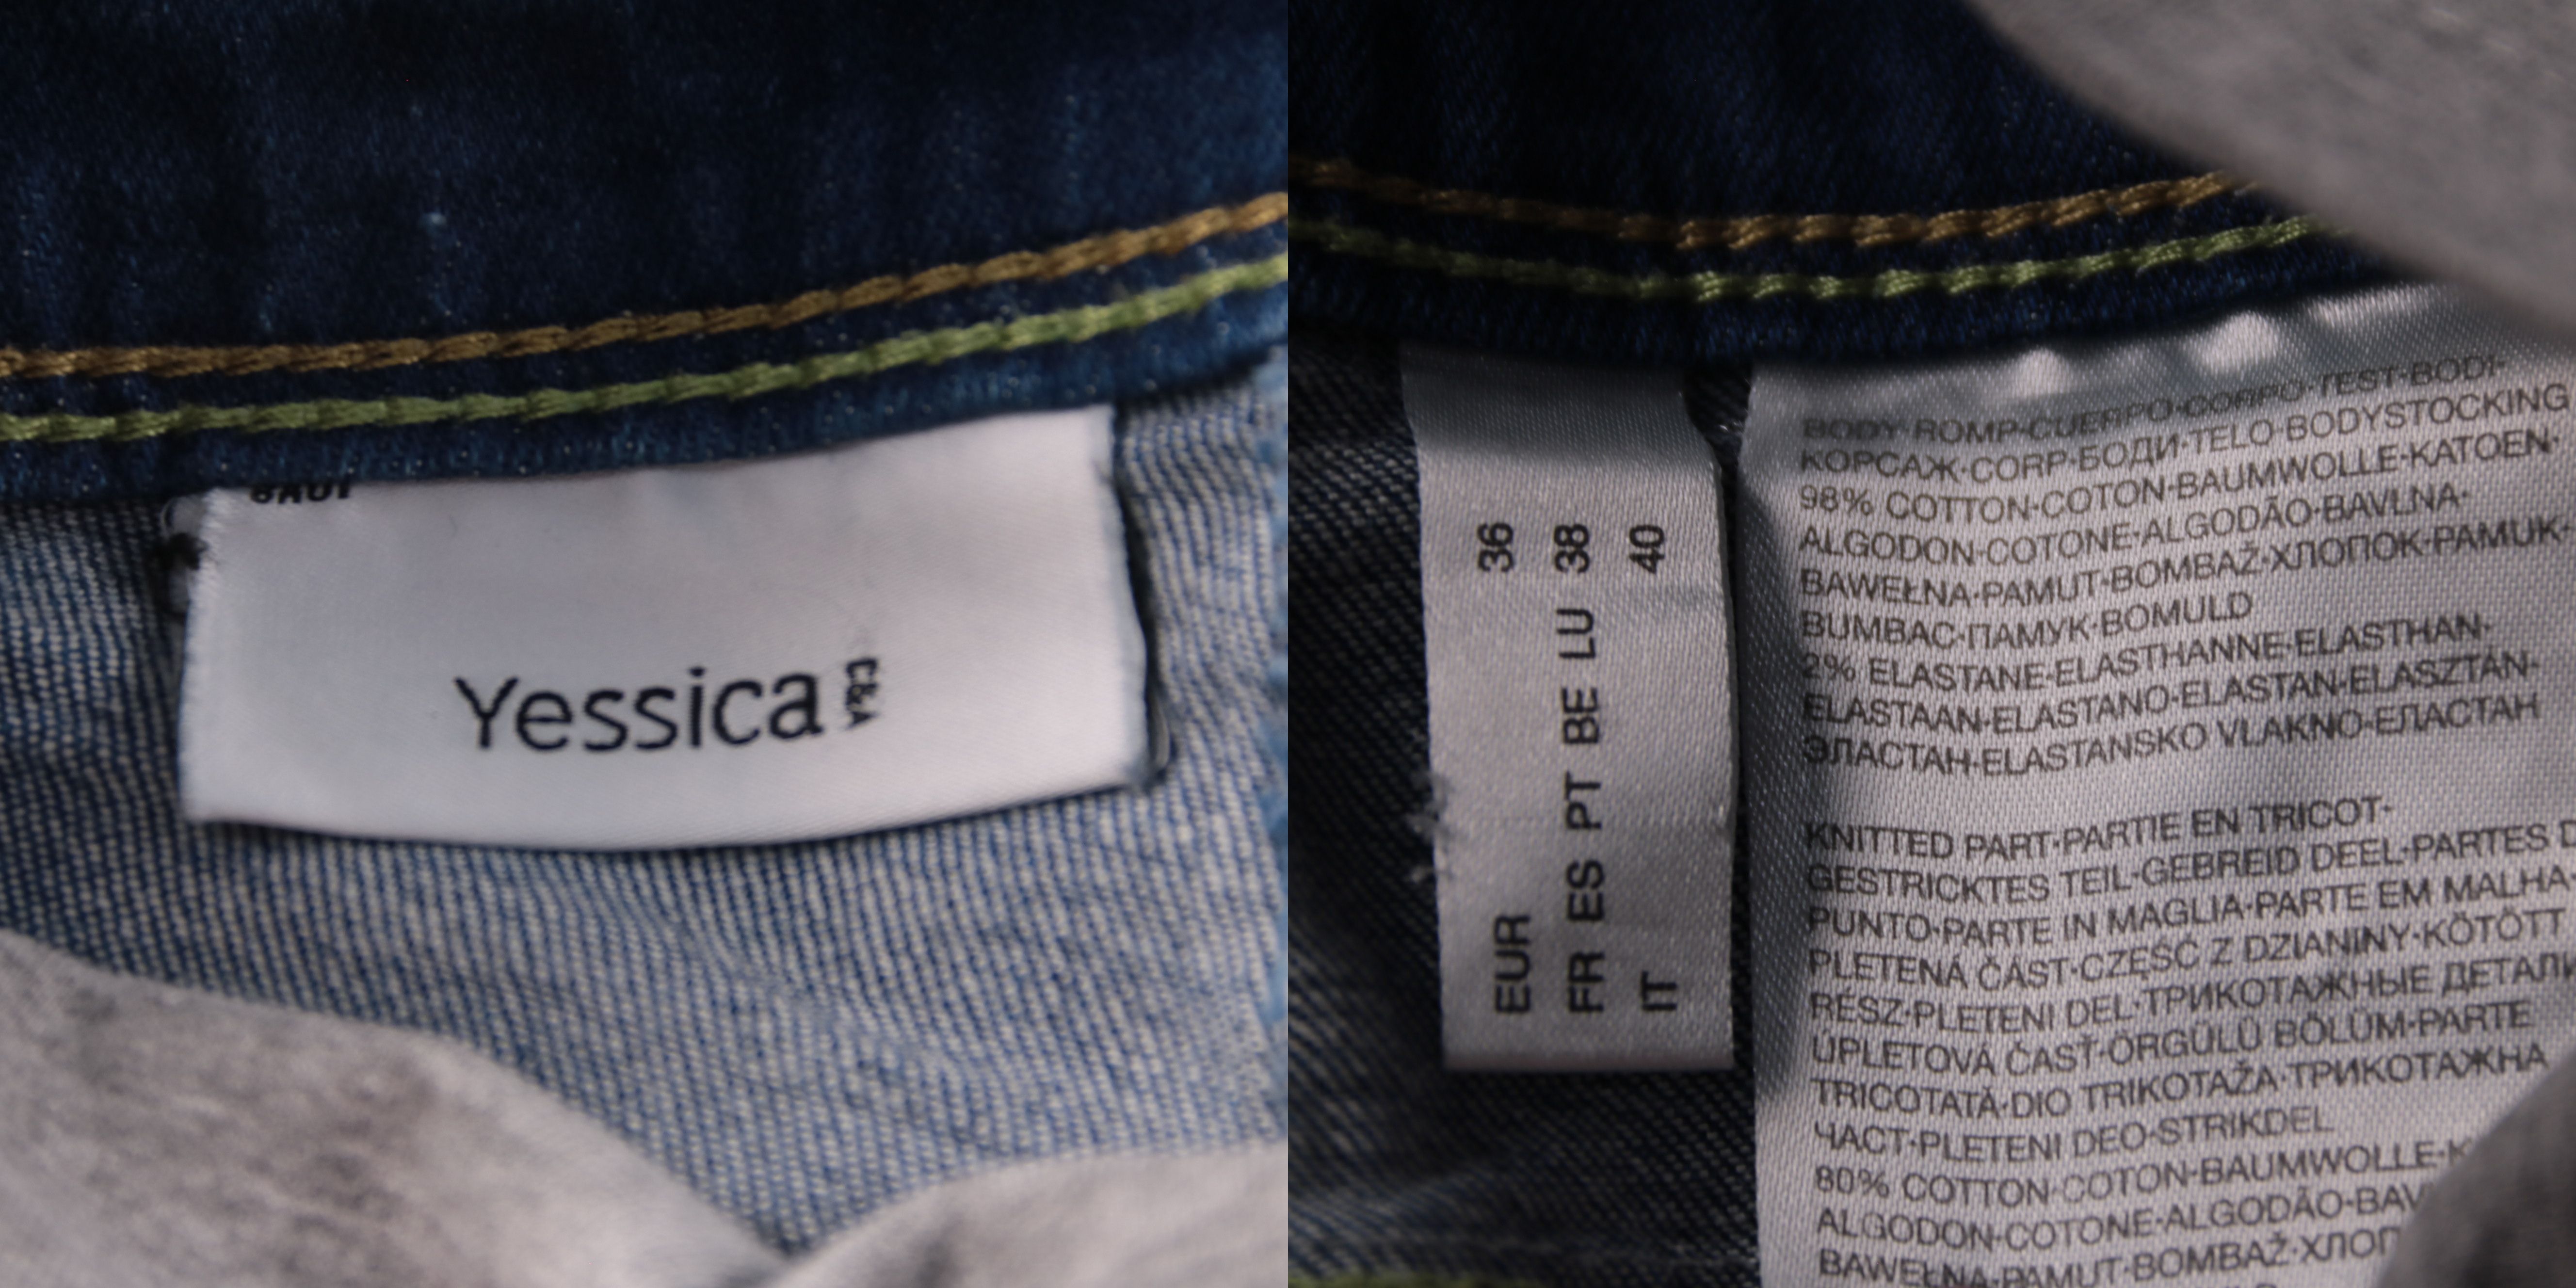 Yessica C&A
EUR 36
FR ES PT BE LU 38
IT 40
BODY·ROMP·CUERPO·CORPO·TEST·BODI·
КОРСАЖ·CORP·БОДИ·TELO·BODYSTOCKING
98% COTTON·COTON·BAUMWOLLE·KATOEN·
ALGODON·COTONE·ALGODÃO·BAVLNA·
BAWEŁNA·PAMUT·BOMBAŽ·ХЛОПОК·PAMUK·
BUMBAC·ПАМУК·BOMULD
2% ELASTANE·ELASTHANNE·ELASTHAN·
ELASTAAN·ELASTANO·ELASTAN·ELASZTÁN·
ЭЛАСТАН·ELASTANSKO VLAKNO·ЕЛАСТАН
KNITTED PART·PARTIE EN TRICOT·
GESTRICKTES TEIL·GEBREID DEEL·PARTES
PUNTO·PARTE IN MAGLIA·PARTE EM MALHA·
PLETENÁ ČÁST·CZĘŚĆ Z DZIANINY·KÖTÖTT
RÉSZ·PLETENI DEL·ТРИКОТАЖНЫЕ
UPLETOVÁ ČASŤ·ÖRGÜLÜ BÖLÜM·PARTE
TRICOTATĂ·DIO TRIKOTAŽA·ТРИКОТАЖНА
ЧАСТ·PLETENI DEO·STRIKDEL
80% COTTON·COTON·BAUMWOLLE·
ALGODON·COTONE·ALGODÃO·
BAWEŁNA·PAMUT·BOMBAŽ·